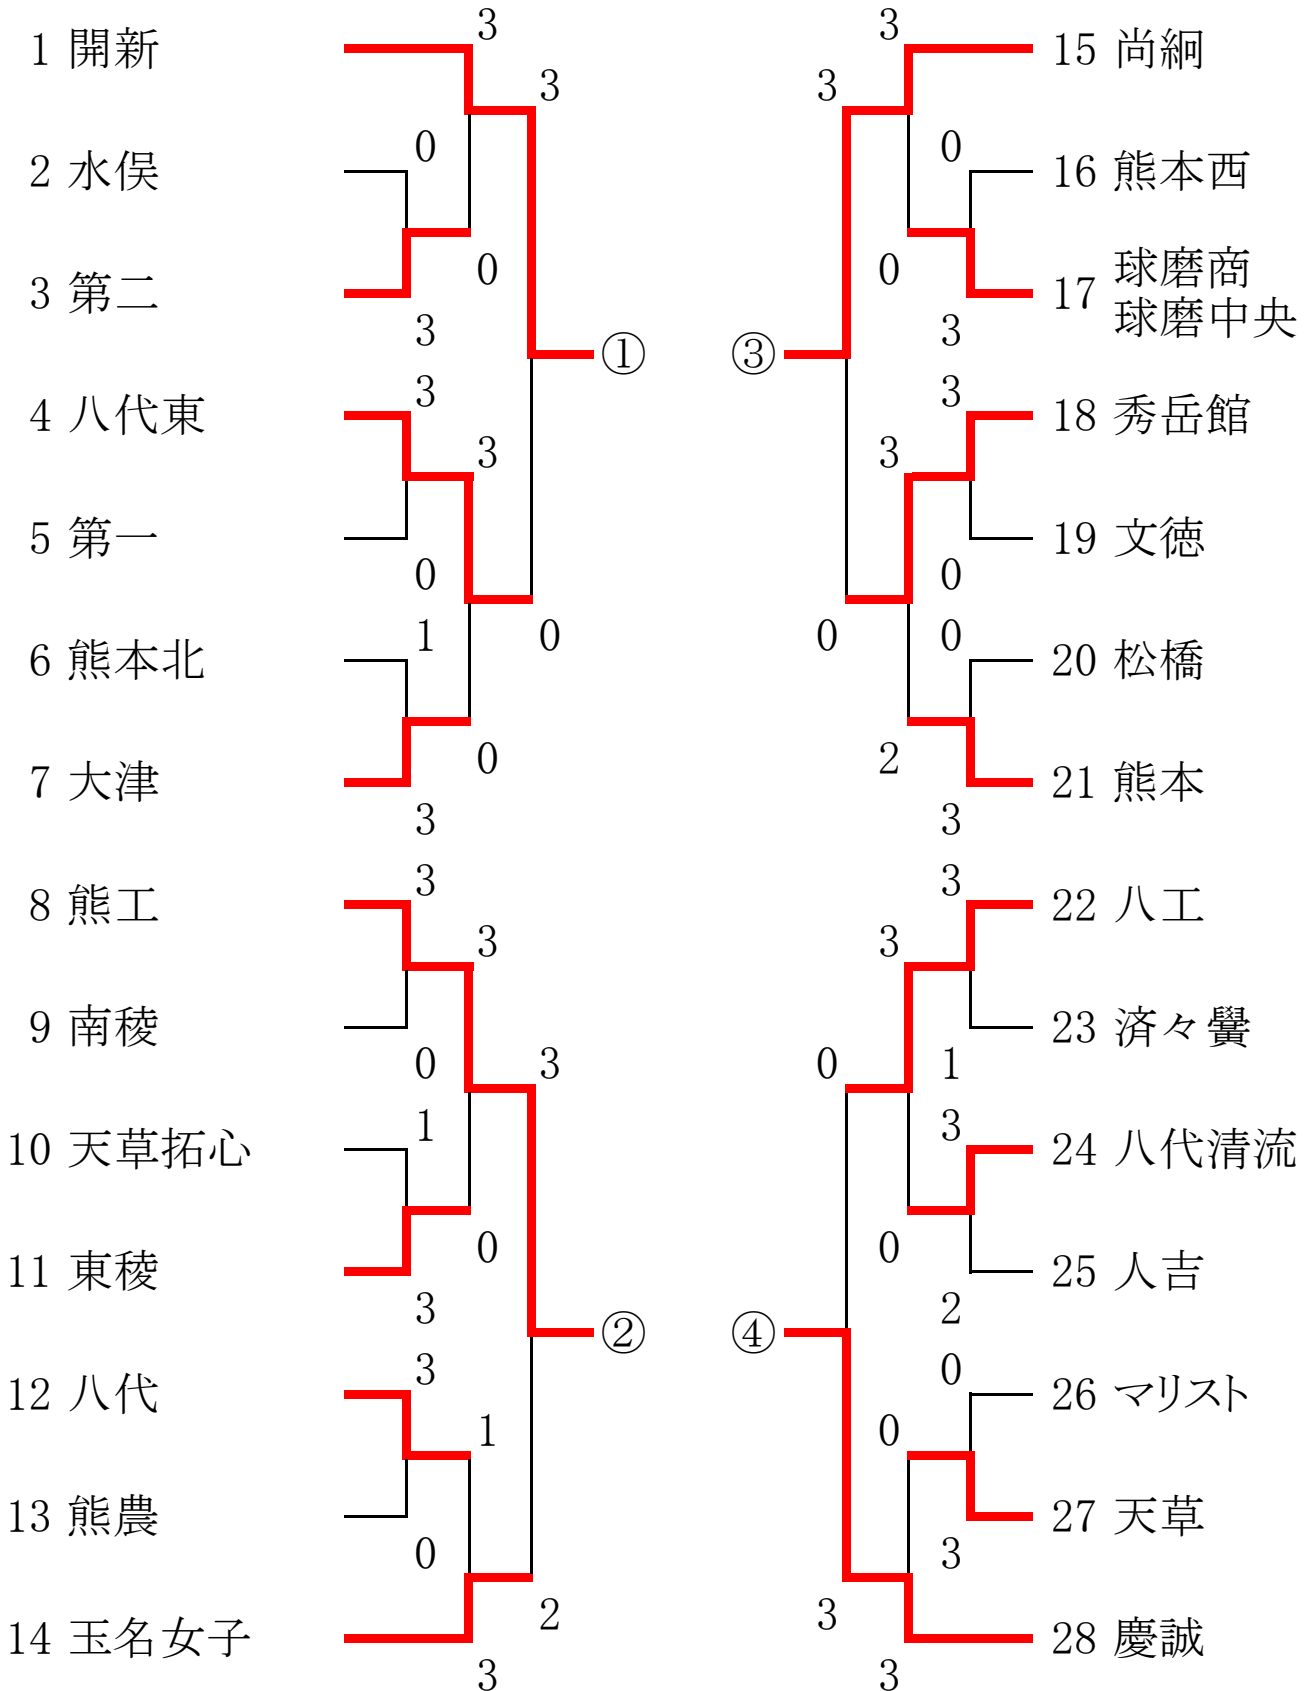 3
1 開新
3
0
2 水俣
0
3 第二
3
①
3
4 八代東
3
5 第一
0
1
0
6 熊本北
0
7 大津
3
3
8 熊工
3
9 南稜
0
3
1
10 天草拓心
0
11 東稜
3
②
3
12 八代
1
13 熊農
0
2
14 玉名女子
3
3
15 尚絅
3
0
16 熊本西
0
17 球磨商
球磨中央
3
③
3
18 秀岳館
3
19 文徳
0
0
0
20 松橋
2
21 熊本
3
3
22 八工
3
23 済々黌
0
1
3
24 八代清流
0
25 人吉
2
④
0
26 マリスト
0
27 天草
3
3
28 慶誠
3